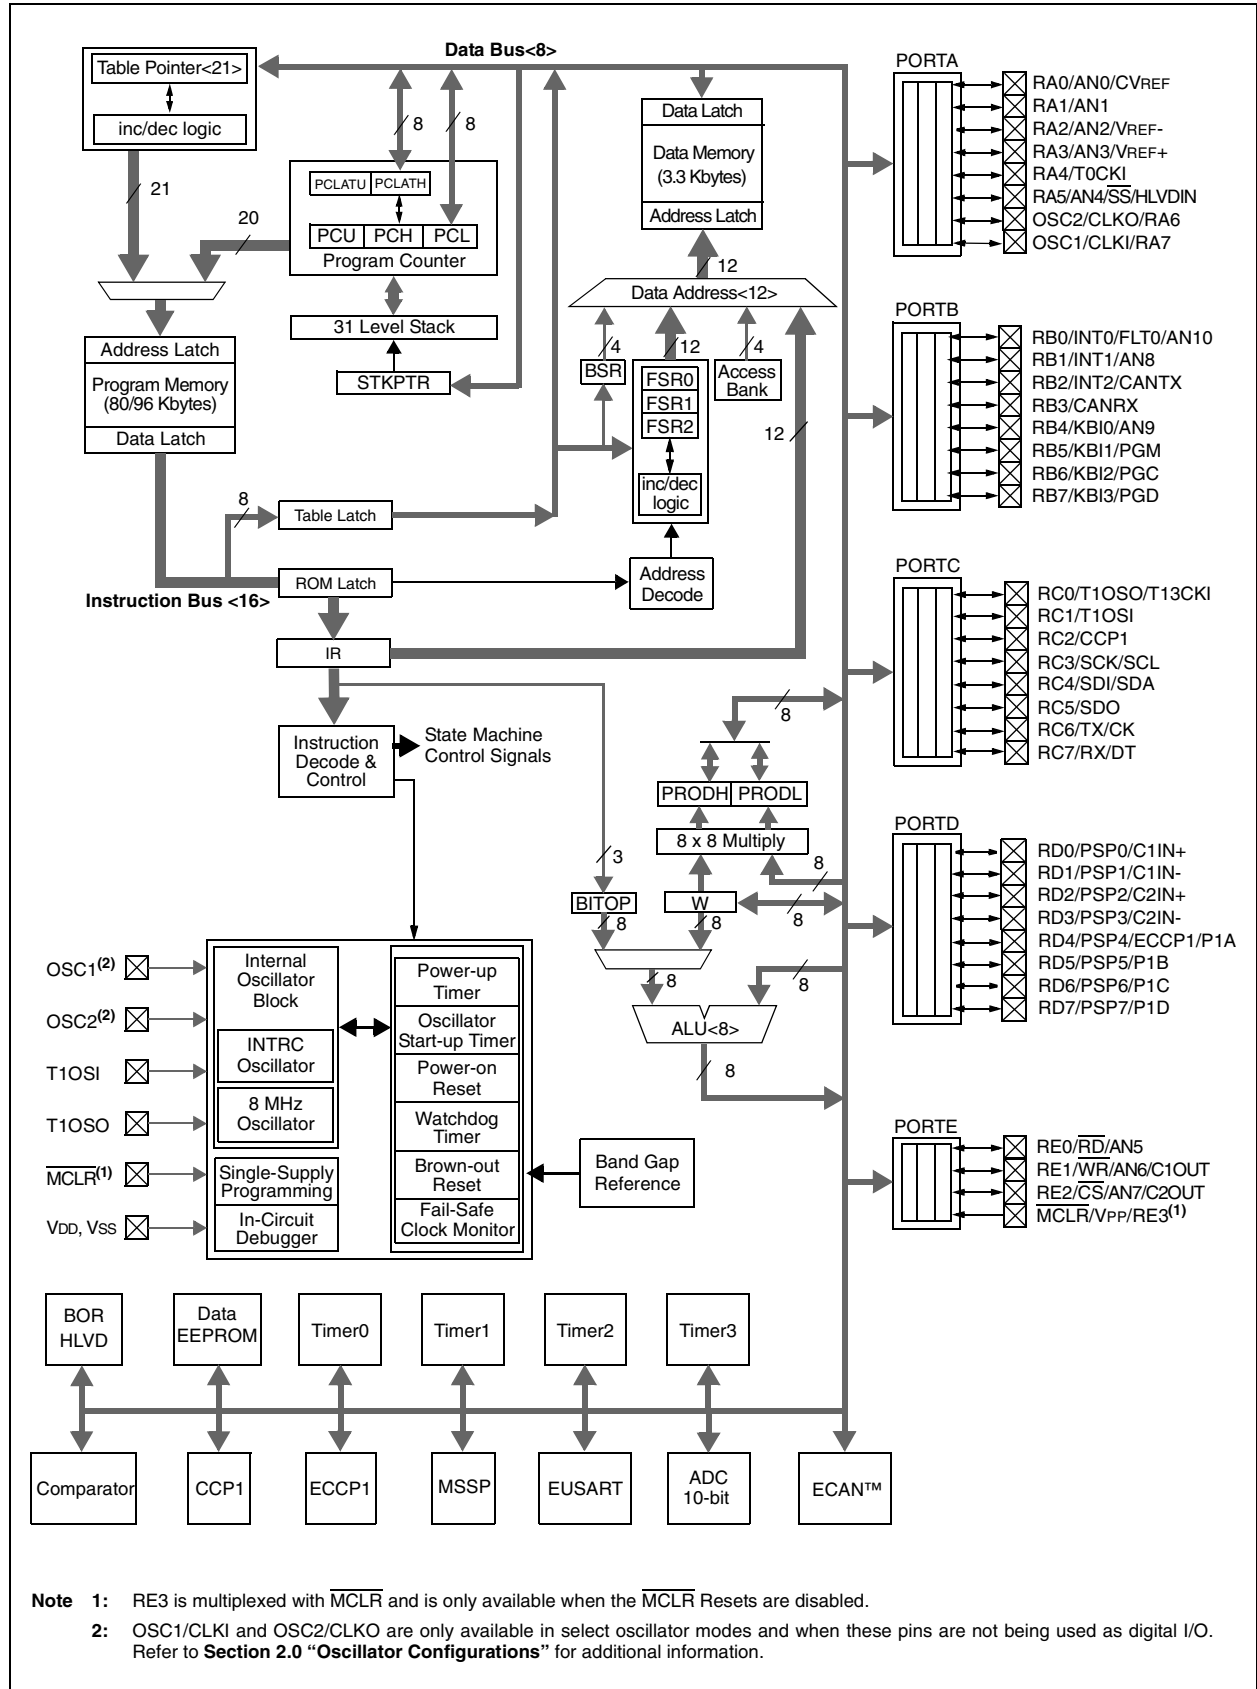 Data Bus<8>
Table Pointer<21>
inc/dec logic
21
20
8
8
PCLATU
PCLATH
PCU
PCH
PCL
Program Counter
31 Level Stack
STKPTR
Address Latch
Program Memory
(80/96 Kbytes)
Data Latch
8
Table Latch
ROM Latch
Instruction Bus <16>
IR
Data Latch
Data Memory
(3.3 Kbytes)
Address Latch
12
Data Address<12>
4
12
4
BSR
FSR0
FSR1
FSR2
Access
Bank
12
inc/dec
logic
Address
Decode
Instruction
Decode &
Control
State Machine
Control Signals
8
PRODH
PRODL
8 x 8 Multiply
3
8
BITOP
W
8
8
8
8
8
ALU<8>
8
OSC1(2)
OSC2(2)
T1OSI
T1OSO
MCLR(1)
VDD, VSS
Internal
Oscillator
Block
INTRC
Oscillator
8 MHz
Oscillator
Single-Supply
Programming
In-Circuit
Debugger
Power-up
Timer
Oscillator
Start-up Timer
Power-on
Reset
Watchdog
Timer
Brown-out
Reset
Fail-Safe
Clock Monitor
Band Gap
Reference
PORTA
RA0/AN0/CVREF
RA1/AN1
RA2/AN2/VREF-
RA3/AN3/VREF+
RA4/T0CKI
RA5/AN4/SS/HLVDIN
OSC2/CLKO/RA6
OSC1/CLKI/RA7
PORTB
RB0/INT0/FLT0/AN10
RB1/INT1/AN8
RB2/INT2/CANTX
RB3/CANRX
RB4/KBI0/AN9
RB5/KBI1/PGM
RB6/KBI2/PGC
RB7/KBI3/PGD
PORTC
RC0/T1OSO/T13CKI
RC1/T1OSI
RC2/CCP1
RC3/SCK/SCL
RC4/SDI/SDA
RC5/SDO
RC6/TX/CK
RC7/RX/DT
PORTD
RD0/PSP0/C1IN+
RD1/PSP1/C1IN-
RD2/PSP2/C2IN+
RD3/PSP3/C2IN-
RD4/PSP4/ECCP1/P1A
RD5/PSP5/P1B
RD6/PSP6/P1C
RD7/PSP7/P1D
PORTE
RE0/RD/AN5
RE1/WR/AN6/C1OUT
RE2/CS/AN7/C2OUT
MCLR/VPP/RE3(1)
BOR
HLVD
Data
EEPROM
Timer0
Timer1
Timer2
Timer3
Comparator
CCP1
ECCP1
MSSP
EUSART
ADC
10-bit
ECAN™
Note 1: RE3 is multiplexed with MCLR and is only available when the MCLR Resets are disabled.
2: OSC1/CLKI and OSC2/CLKO are only available in select oscillator modes and when these pins are not being used as digital I/O.
Refer to Section 2.0 “Oscillator Configurations” for additional information.